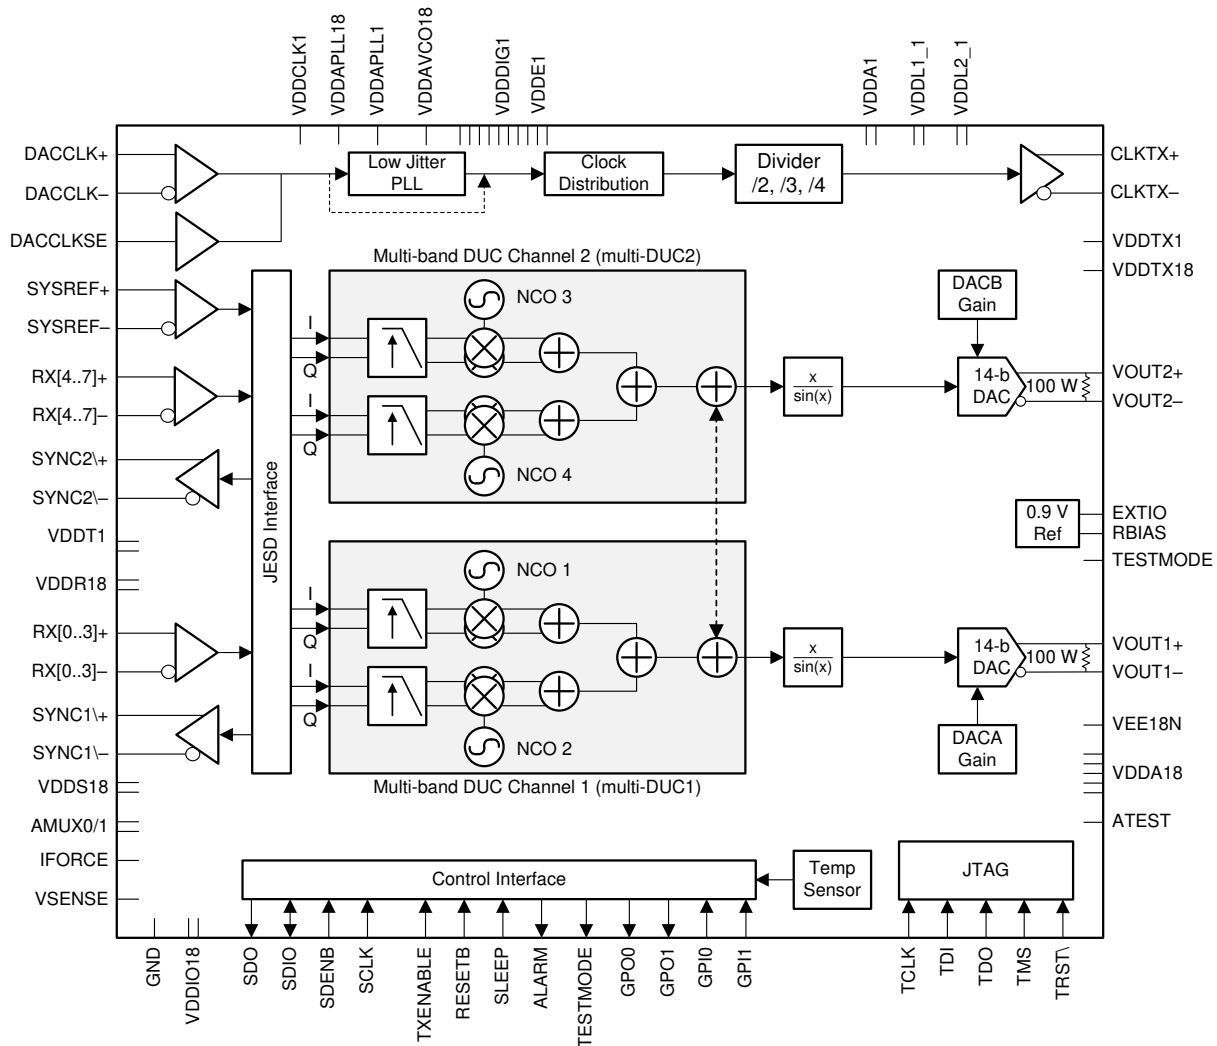 VDDCLK1
VDDAPLL18
VDDAPLL1
VDDAVCO18
VDDDIG1
VDDE1
VDDA1
VDDL1_1
VDDL2_1
DACCLK+
DACCLK–
DACCLKSE
SYSREF+
SYSREF–
RX[4..7]+
RX[4..7]–
SYNC2\+
SYNC2\–
VDDT1
VDDR18
RX[0..3]+
RX[0..3]–
SYNC1\+
SYNC1\–
VDDS18
AMUX0/1
IFORCE
VSENSE
Low Jitter
PLL
Clock
Distribution
Divider
/2, /3, /4
JESD Interface
Multi-band DUC Channel 2 (multi-DUC2)
NCO 3
I
Q
I
Q
NCO 4
x
sin(x)
DACB
Gain
14-b
DAC
100 W
NCO 1
I
Q
I
Q
NCO 2
Multi-band DUC Channel 1 (multi-DUC1)
x
sin(x)
14-b
DAC
100 W
DACA
Gain
0.9 V
Ref
Control Interface
Temp
Sensor
JTAG
CLKTX+
CLKTX–
VDDTX1
VDDTX18
VOUT2+
VOUT2–
EXTIO
RBIAS
TESTMODE
VOUT1+
VOUT1–
VEE18N
VDDA18
ATEST
GND
VDDIO18
SDO
SDIO
SDENB
SCLK
TXENABLE
RESETB
SLEEP
ALARM
TESTMODE
GPO0
GPO1
GPI0
GPI1
TCLK
TDI
TDO
TMS
TRST\